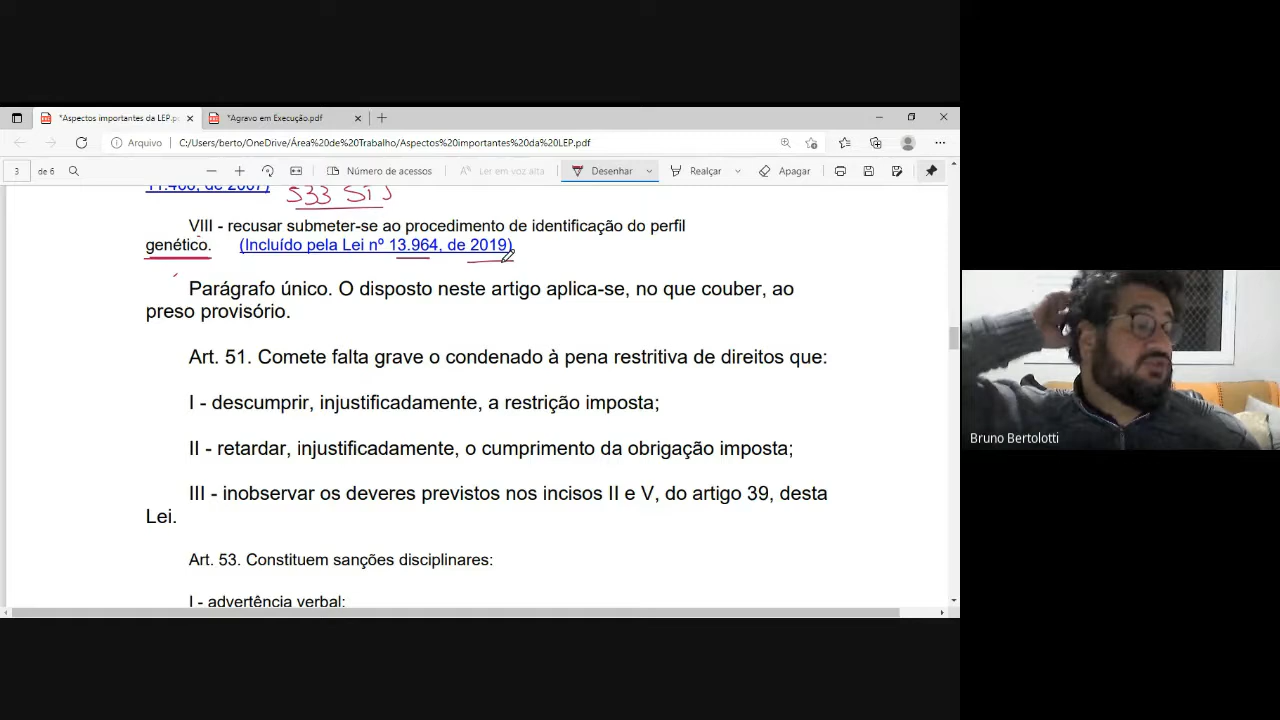 *Aspectos importantes da LEP.p
*Agravo em Execução.pdf
Arquivo
C:/Users/berto/OneDrive/Área%20de%20Trabalho/Aspectos%20importantes%20da%20LEP.pdf
3 de 6
Número de acessos
Ler em voz alta
Desenhar
Realçar
Apagar
11.466, de 2007)
533 STJ
VIII - recusar submeter-se ao procedimento de identificação do perfil
genético. (Incluído pela Lei nº 13.964, de 2019)
Parágrafo único. O disposto neste artigo aplica-se, no que couber, ao
preso provisório.
Art. 51. Comete falta grave o condenado à pena restritiva de direitos que:
I - descumprir, injustificadamente, a restrição imposta;
II - retardar, injustificadamente, o cumprimento da obrigação imposta;
III - inobservar os deveres previstos nos incisos II e V, do artigo 39, desta
Lei.
Art. 53. Constituem sanções disciplinares:
I - advertência verbal;
Bruno Bertolotti